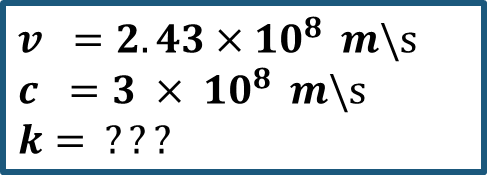 v = 2.43 × 10⁸ m\s
c = 3 × 10⁸ m\s
k = ???